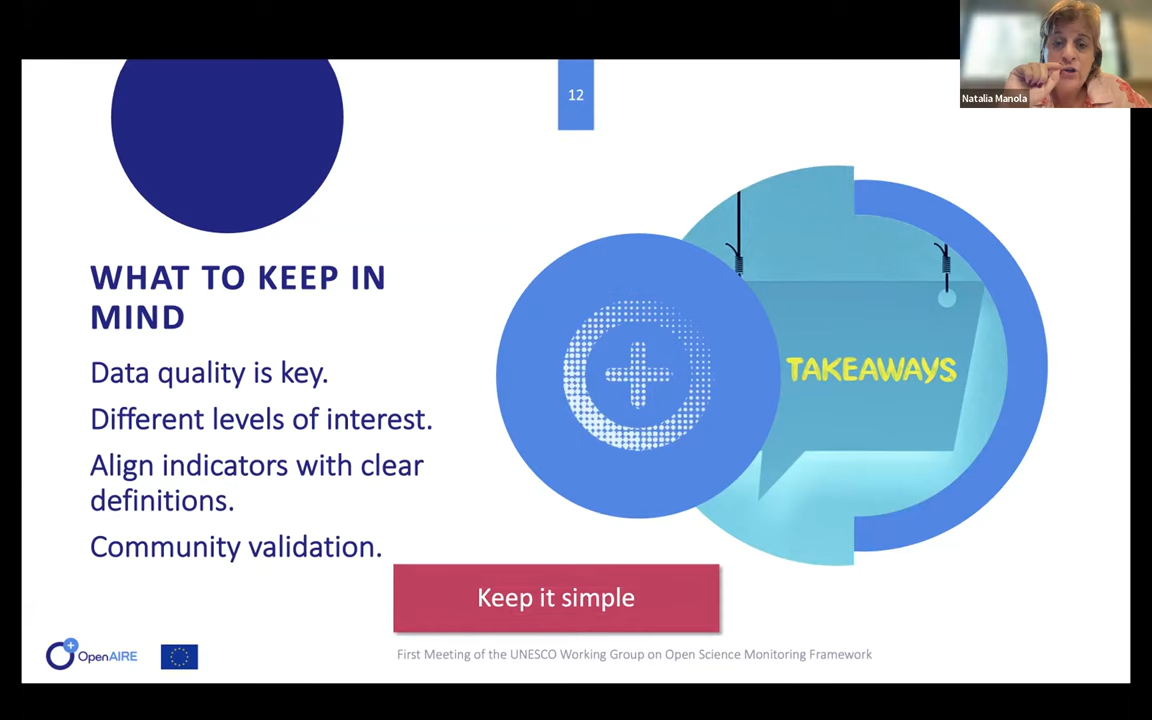 12
Natalia Manola
WHAT TO KEEP IN
MIND
Data quality is key.
Different levels of interest.
Align indicators with clear
definitions.
Community validation.
TAKEAWAYS
Keep it simple
OpenAIRE
First Meeting of the UNESCO Working Group on Open Science Monitoring Framework